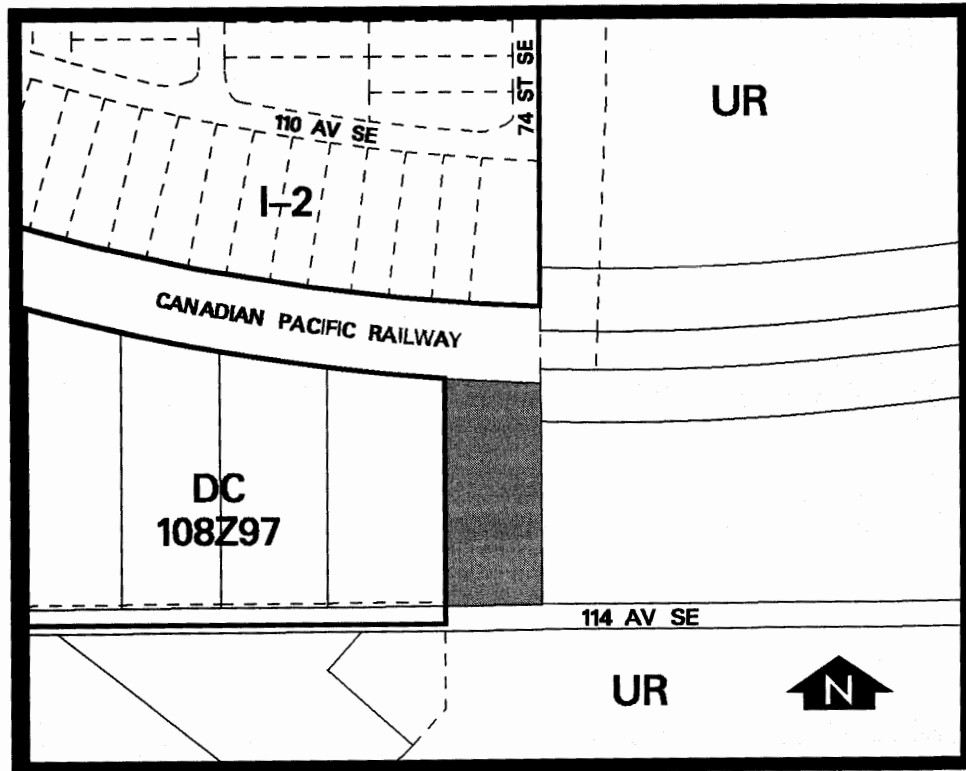 UR
74 ST SE
110 AV SE
I-2
CANADIAN PACIFIC RAILWAY
DC
108Z97
114 AV SE
UR
N